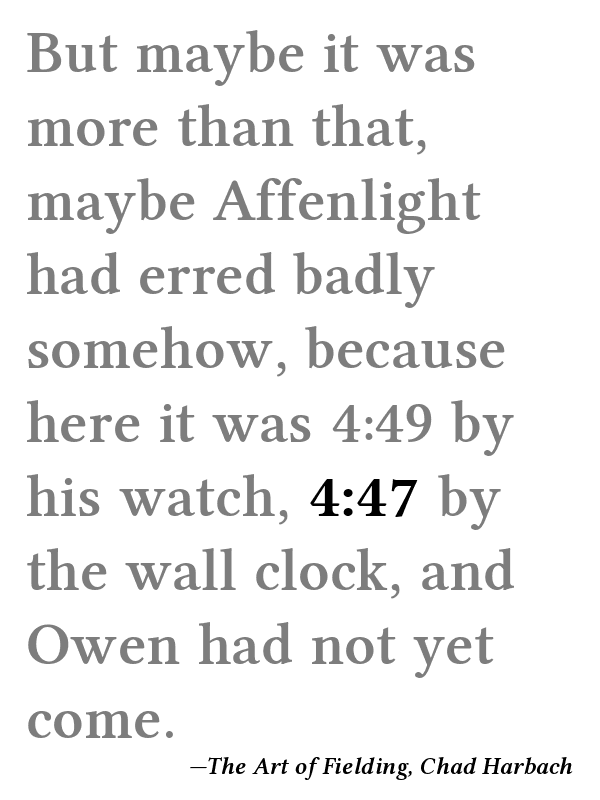 But maybe it was
more than that,
maybe Affenlight
had erred badly
somehow, because
here it was 4:49 by
his watch, 4:47 by
the wall clock, and
Owen had not yet
come.
—The Art of Fielding, Chad Harbach